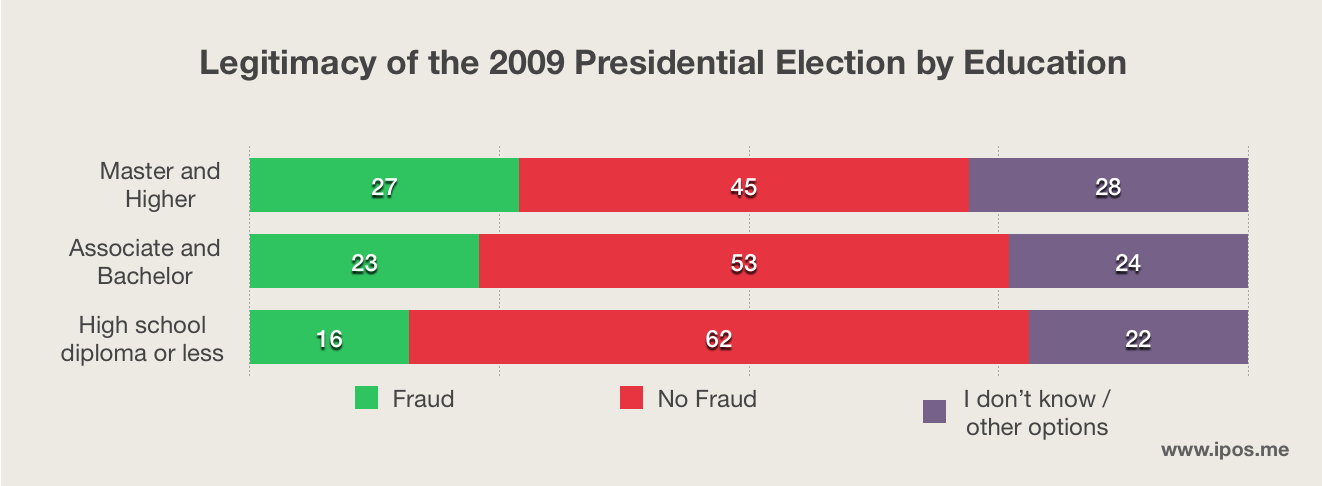 Legitimacy of the 2009 Presidential Election by Education
Master and
Higher
27
45
28
Associate and
Bachelor
23
53
24
High school
diploma or less
16
62
22
Fraud
No Fraud
I don’t know /
other options
www.ipos.me